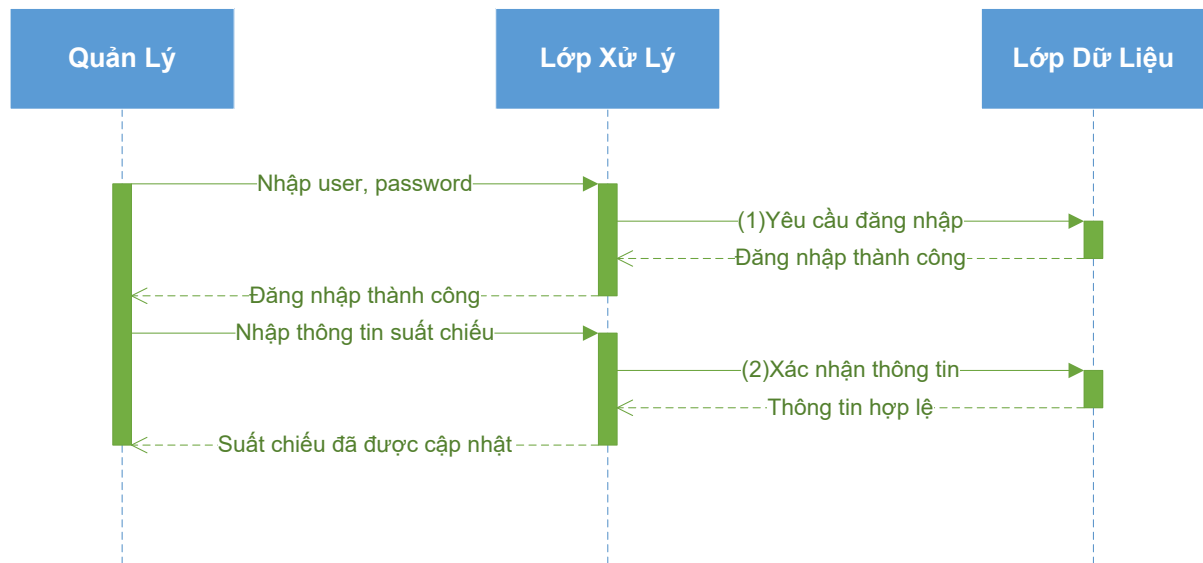 Quản Lý
Lớp Xử Lý
Lớp Dữ Liệu
Nhập user, password
(1)Yêu cầu đăng nhập
Đăng nhập thành công
Đăng nhập thành công
Nhập thông tin suất chiếu
(2)Xác nhận thông tin
Thông tin hợp lệ
Suất chiếu đã được cập nhật